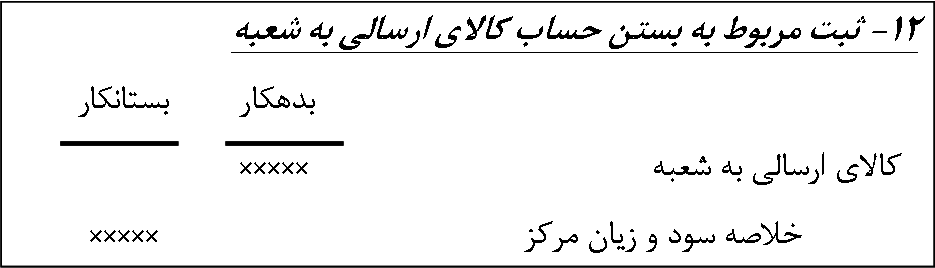 ۱۲- ثبت مربوط به بستن حساب کالای ارسالی به شعبه
بدهکار بستانکار
کالای ارسالی به شعبه ×××××
خلاصه سود و زیان مرکز ×××××